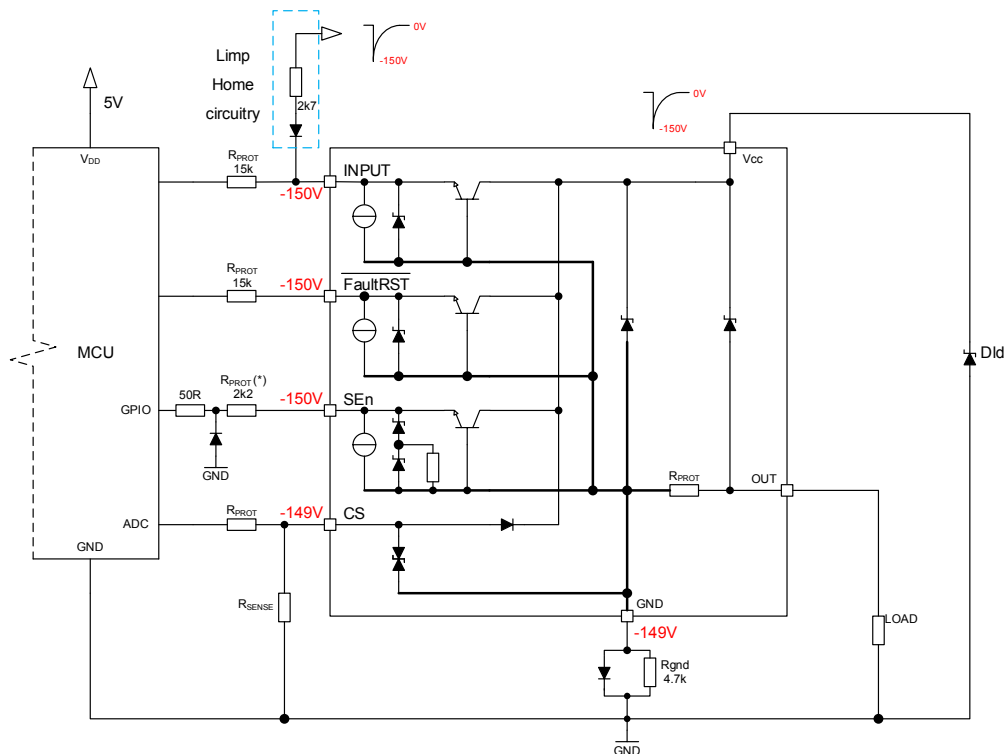 0V
-150V
Limp
Home
circuitry
2k7
5V
0V
-150V
VDD
Vcc
RPROT
15k
INPUT
-150V
RPROT
15k
-150V
FaultRST
MCU
Dld
RPROT(*)
2k2
50R
-150V
SEn
GPIO
GND
RPROT
OUT
CS
-149V
RPROT
ADC
GND
RSENSE
GND
-149V
LOAD
Rgnd
4.7k
GND